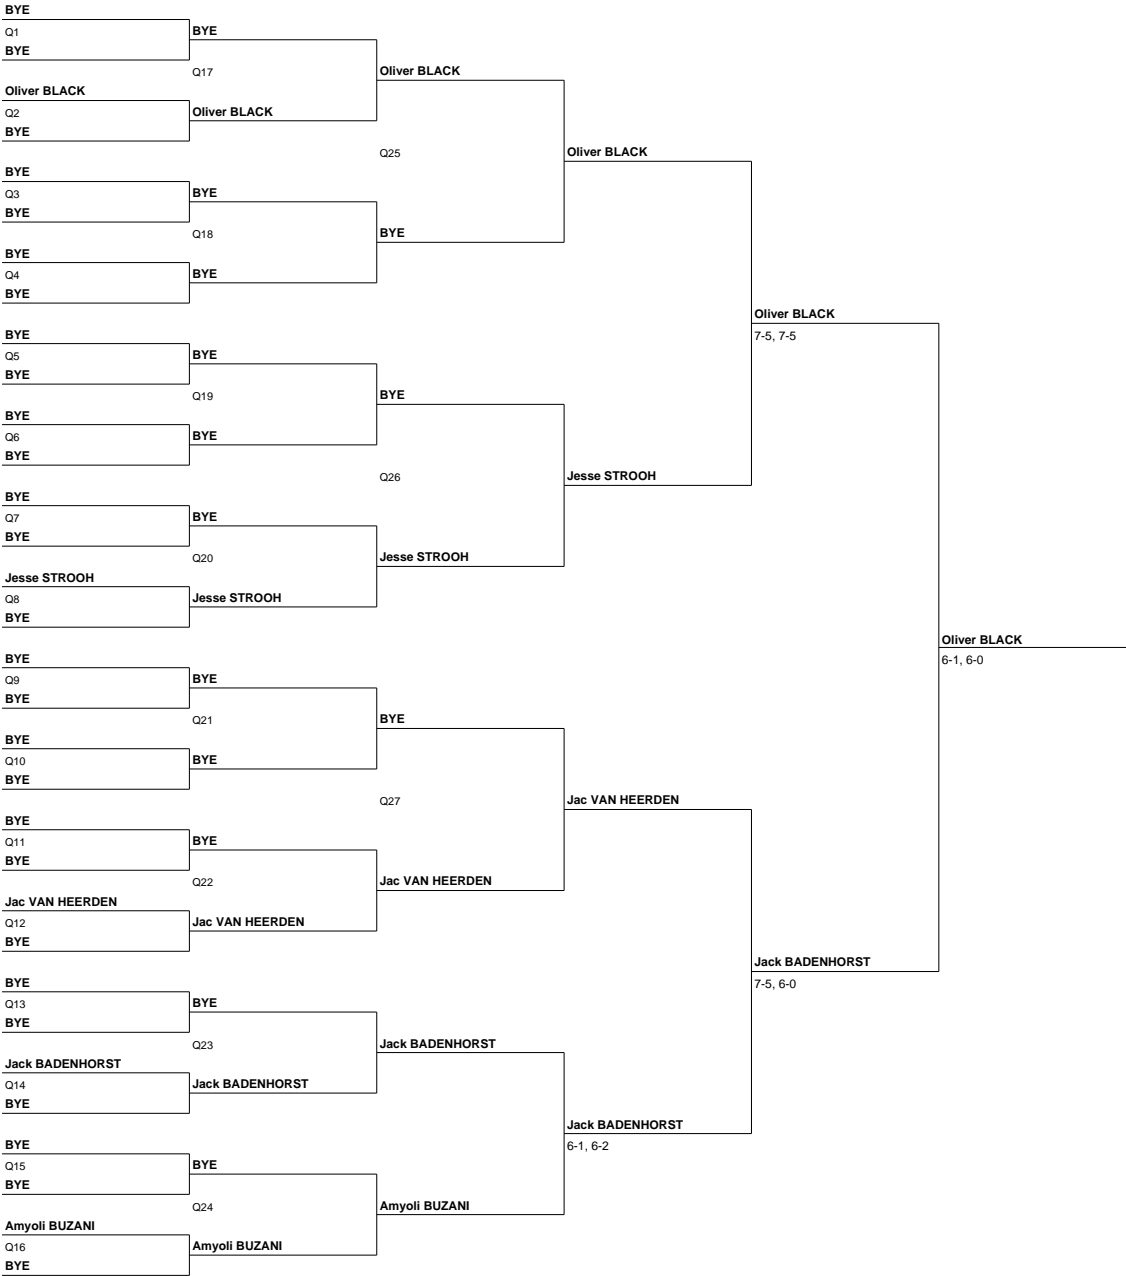 BYE
Q1
BYE
BYE
Q17
Oliver BLACK
Oliver BLACK
Q2
Oliver BLACK
BYE
Q25
Oliver BLACK
BYE
Q3
BYE
BYE
Q18
BYE
BYE
Q4
BYE
BYE
Oliver BLACK
7-5, 7-5
BYE
Q5
BYE
BYE
Q19
BYE
BYE
Q6
BYE
BYE
Q26
Jesse STROOH
BYE
Q7
BYE
BYE
Q20
Jesse STROOH
Jesse STROOH
Q8
Jesse STROOH
BYE
Oliver BLACK
6-1, 6-0
BYE
Q9
BYE
BYE
Q21
BYE
BYE
Q10
BYE
BYE
Q27
Jac VAN HEERDEN
BYE
Q11
BYE
BYE
Q22
Jac VAN HEERDEN
Jac VAN HEERDEN
Q12
Jac VAN HEERDEN
BYE
Jack BADENHORST
7-5, 6-0
BYE
Q13
BYE
BYE
Q23
Jack BADENHORST
Jack BADENHORST
Q14
Jack BADENHORST
BYE
Jack BADENHORST
6-1, 6-2
BYE
Q15
BYE
BYE
Q24
Amyoli BUZANI
Amyoli BUZANI
Q16
Amyoli BUZANI
BYE